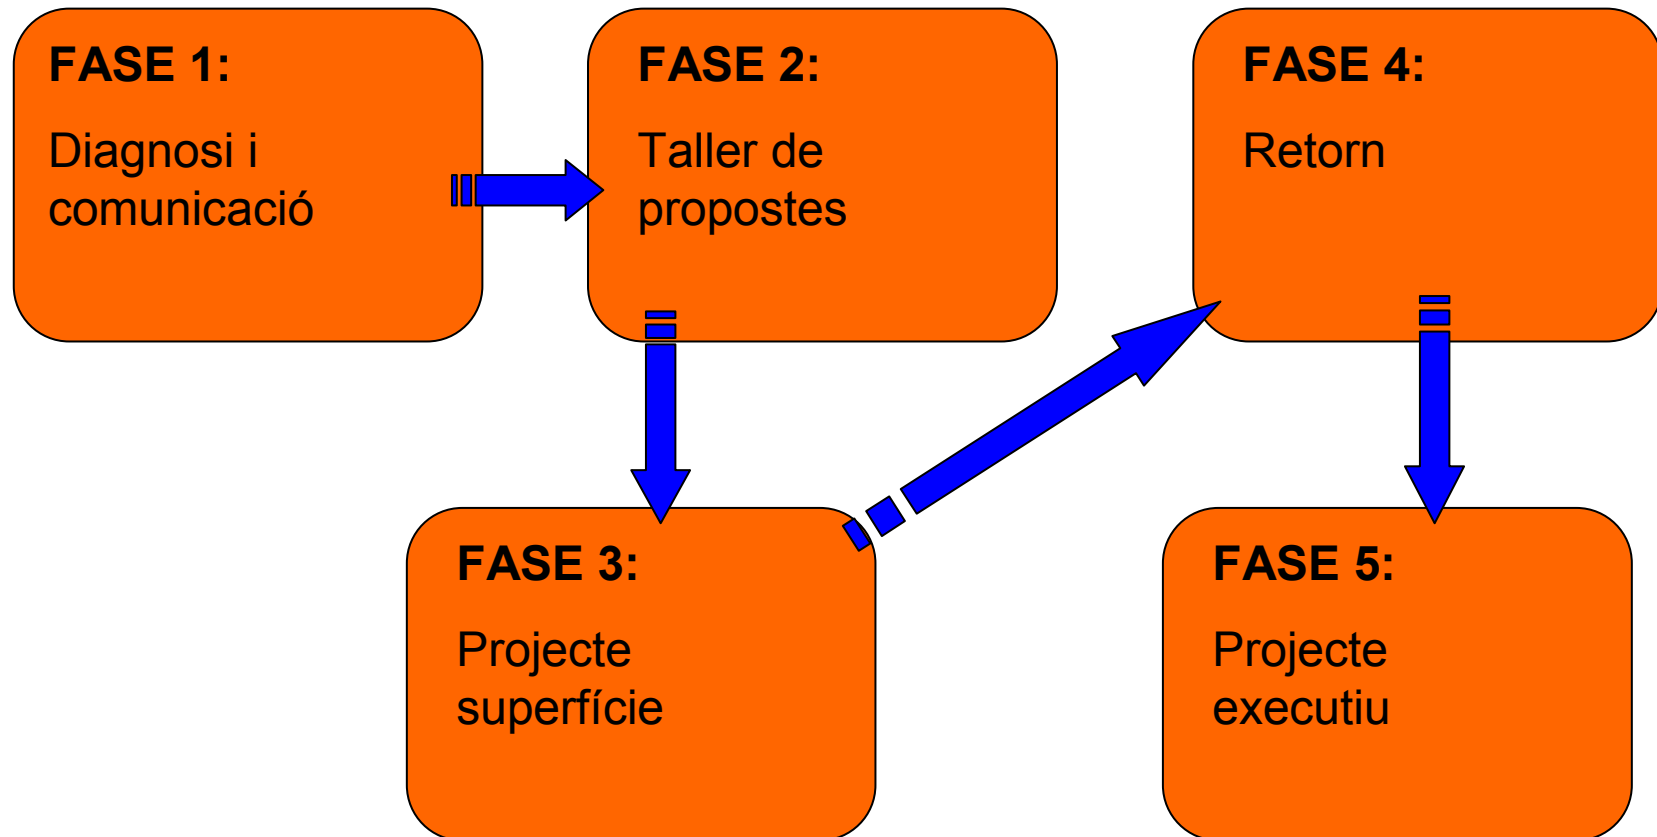 FASE 1:
Diagnosi i
comunicació
FASE 2:
Taller de
propostes
FASE 3:
Projecte
superfície
FASE 4:
Retorn
FASE 5:
Projecte
executiu